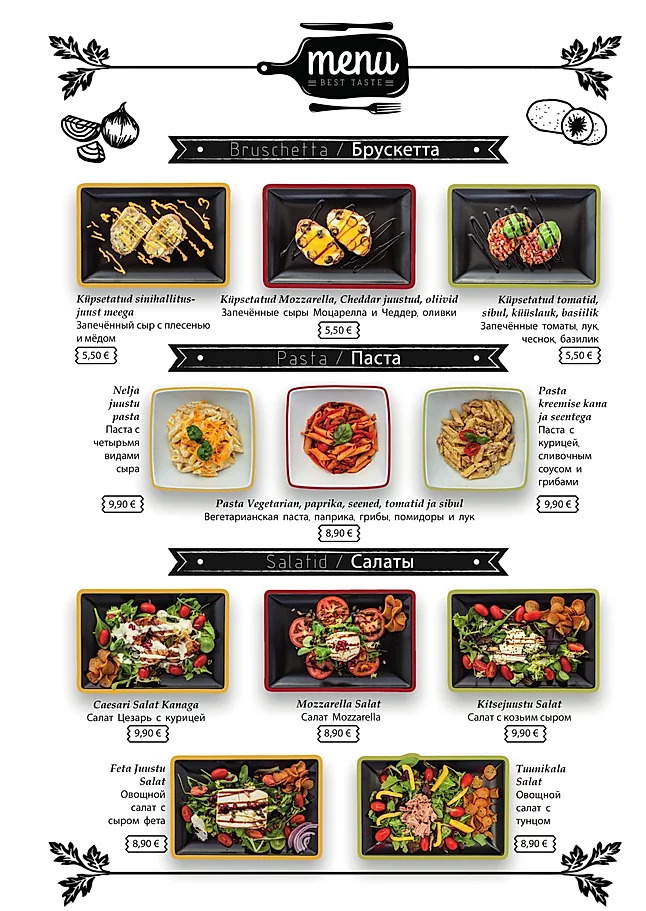 menu
BEST TASTE
Bruschetta / Брускетта
Küpsetatud sinihallitus-
juust meega
Запечённый сыр с плесенью
и мёдом
5,50 €
Küpsetatud Mozzarella, Cheddar juustud, oliivid
Запечённые сыры Моцарелла и Чеддер, оливки
5,50 €
Küpsetatud tomatid,
sibul, küüslauk, basiilik
Запечённые томаты, лук,
чеснок, базилик
5,50 €
Pasta / Паста
Nelja
juustu
pasta
Паста с
четырьмя
видами
сыра
9,90 €
Pasta Vegetarian, paprika, seened, tomatid ja sibul
Вегетарианская паста, паприка, грибы, помидоры и лук
8,90 €
Pasta
kreemise kana
ja seentega
Паста с
курицей,
сливочным
соусом и
грибами
9,90 €
Salatid / Салаты
Caesari Salat Kanaga
Салат Цезарь с курицей
9,90 €
Mozzarella Salat
Салат Mozzarella
8,90 €
Kitsejuustu Salat
Салат с козьим сыром
9,90 €
Feta Juustu
Salat
Овощной
салат с
сыром фета
8,90 €
Tuunikala
Salat
Овощной
салат с
тунцом
8,90 €